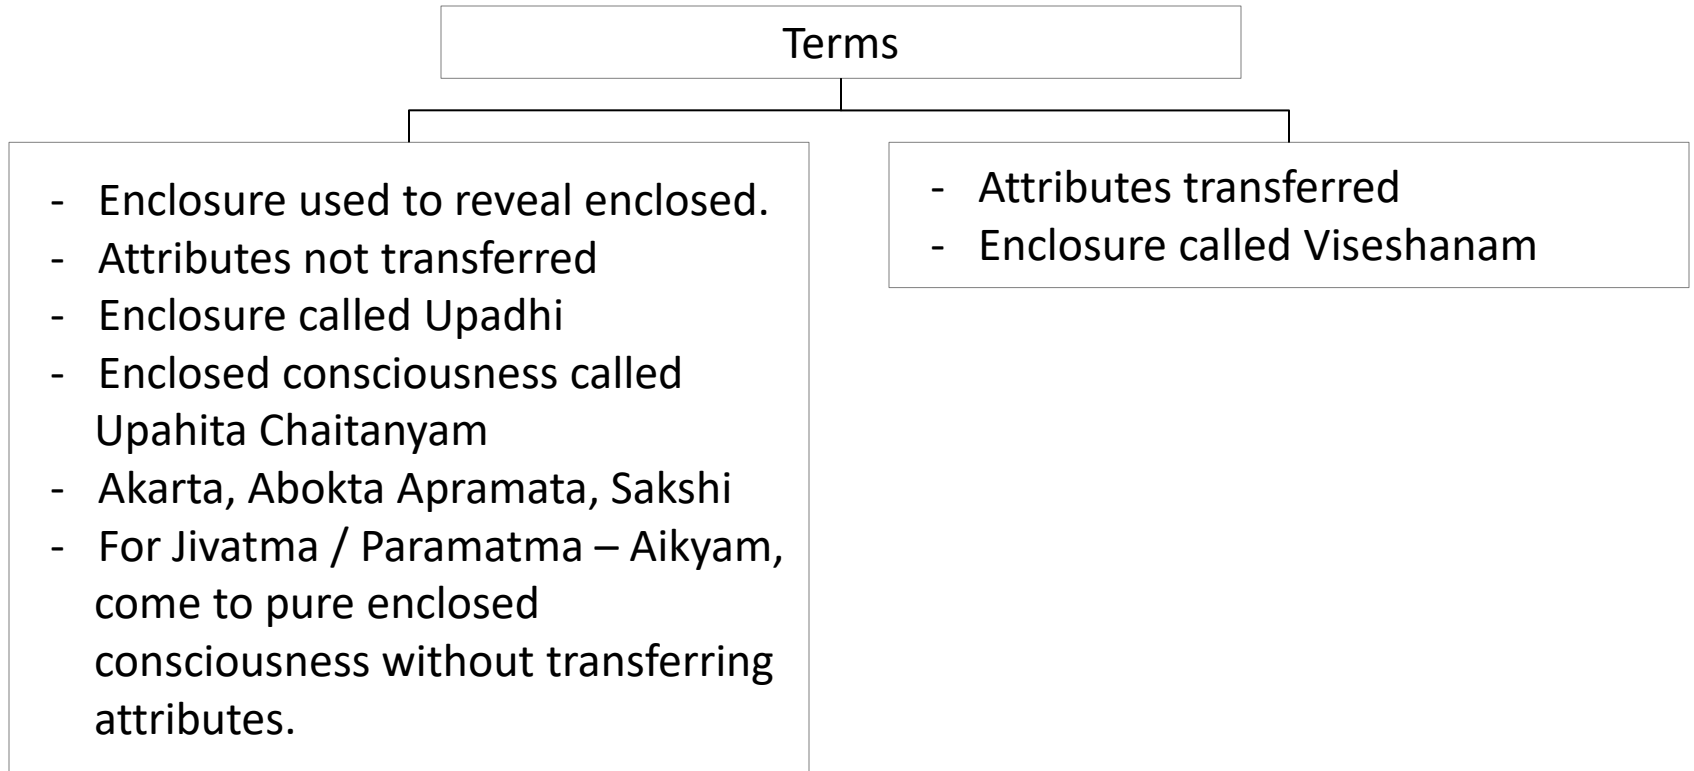 Terms
- Enclosure used to reveal enclosed.
- Attributes not transferred
- Enclosure called Upadhi
- Enclosed consciousness called
Upahita Chaitanyam
- Akarta, Abokta Apramata, Sakshi
- For Jivatma / Paramatma – Aikyam,
come to pure enclosed
consciousness without transferring
attributes.
- Attributes transferred
- Enclosure called Viseshanam